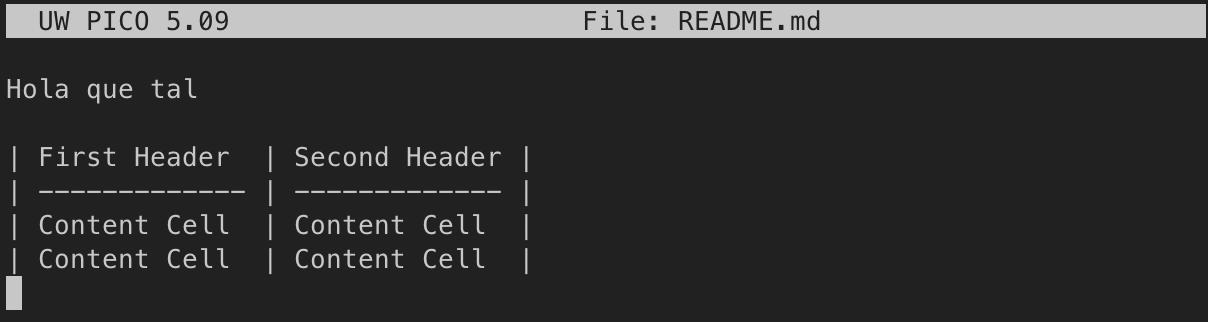 UW PICO 5.09 File: README.md
Hola que tal
| First Header  | Second Header |
| ------------- | ------------- |
| Content Cell  | Content Cell  |
| Content Cell  | Content Cell  |